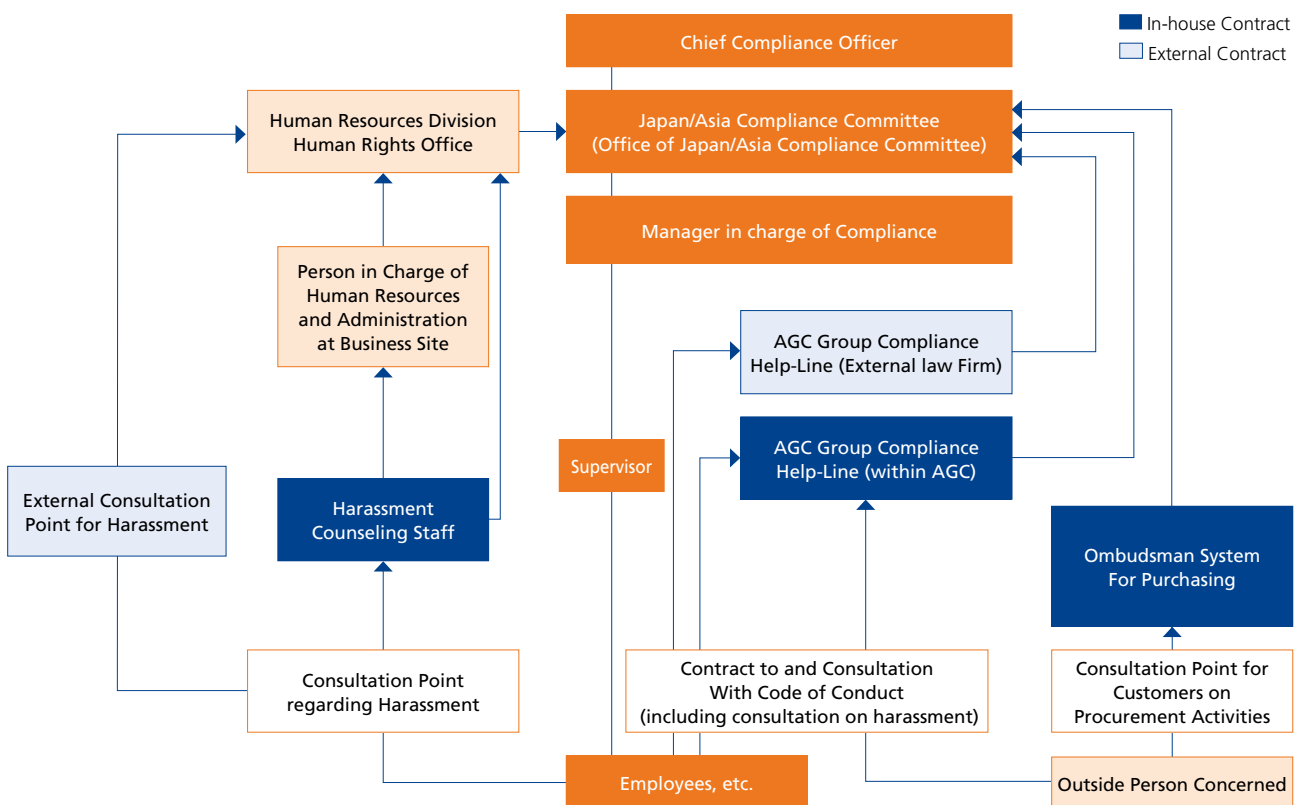 Chief Compliance Officer
In-house Contract
External Contract
Human Resources Division
Human Rights Office
Japan/Asia Compliance Committee
(Office of Japan/Asia Compliance Committee)
Manager in charge of Compliance
Person in Charge of
Human Resources
and Administration
at Business Site
AGC Group Compliance
Help-Line (External law Firm)
Supervisor
AGC Group Compliance
Help-Line (within AGC)
External Consultation
Point for Harassment
Harassment
Counseling Staff
Ombudsman System
For Purchasing
Consultation Point
regarding Harassment
Contract to and Consultation
With Code of Conduct
(including consultation on harassment)
Consultation Point for
Customers on
Procurement Activities
Employees, etc.
Outside Person Concerned